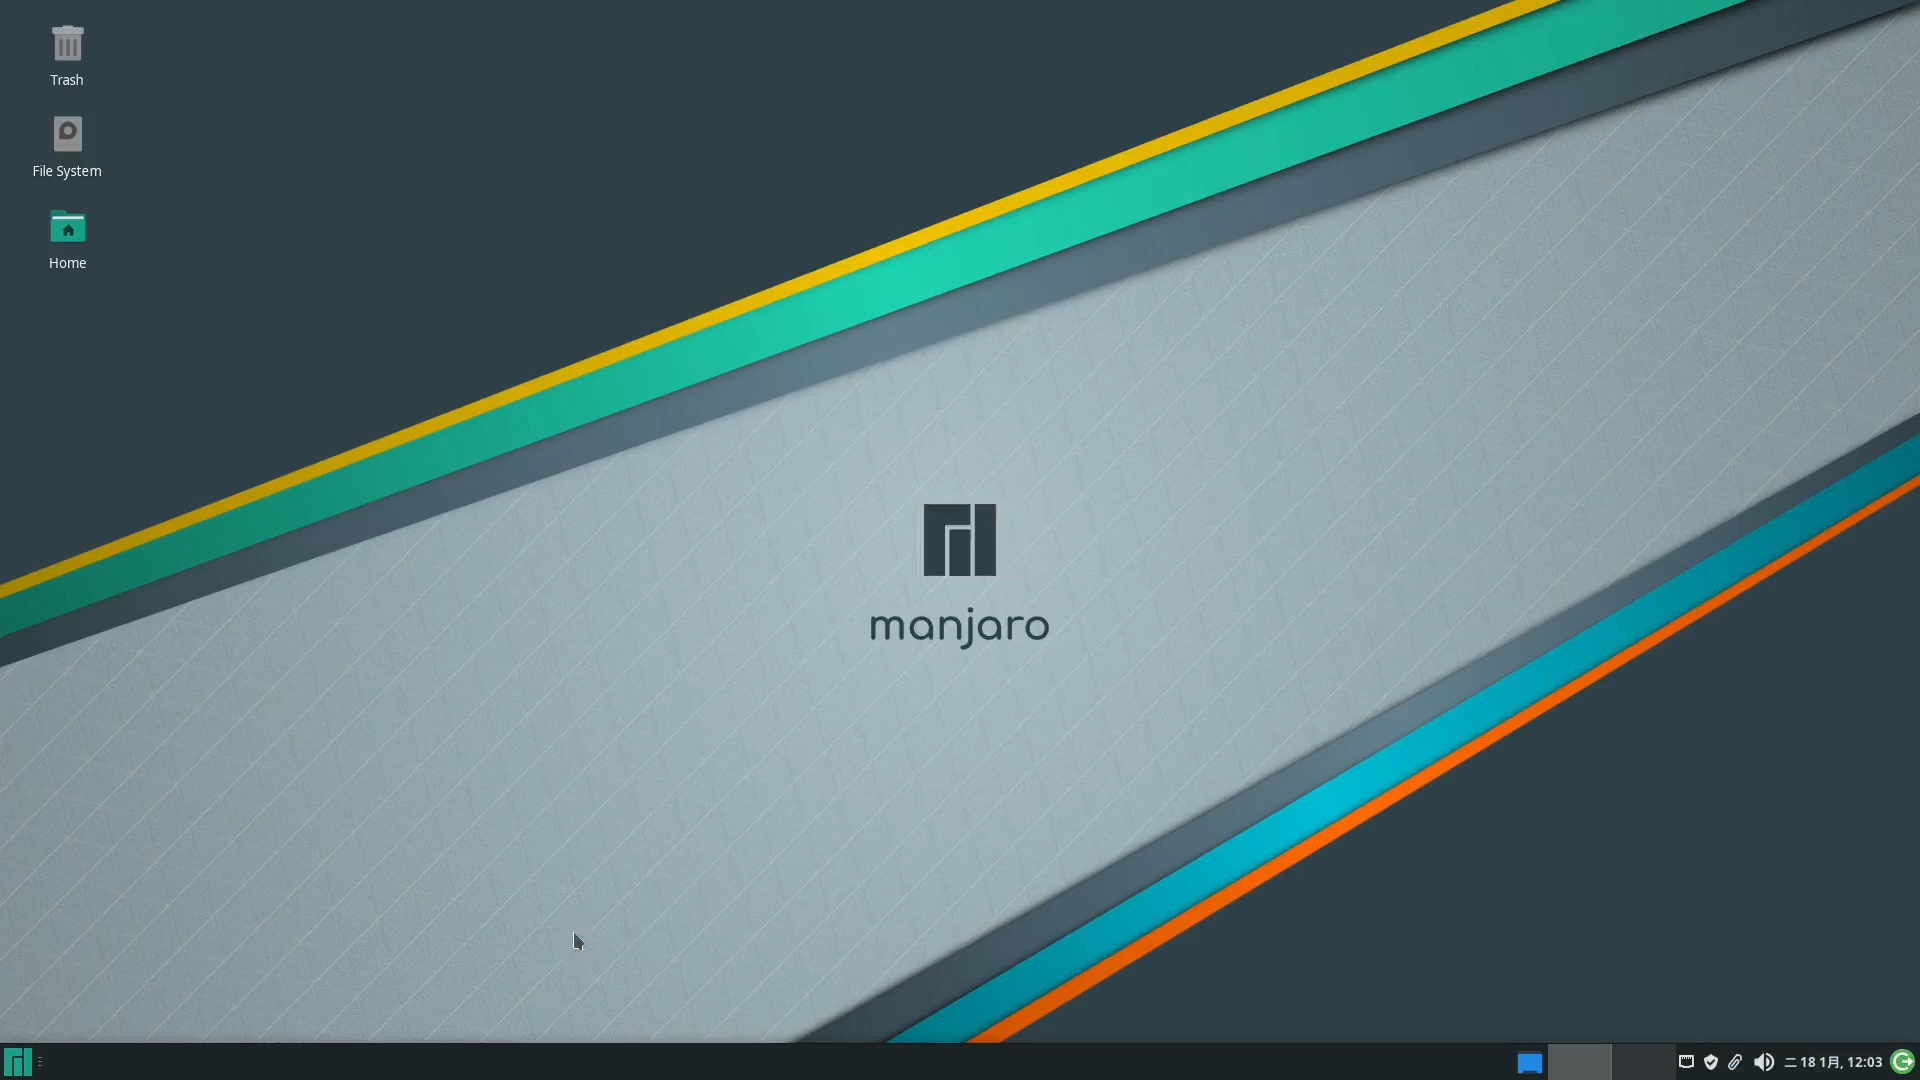 Trash
File System
Home
manjaro
二 18 1月, 12:03